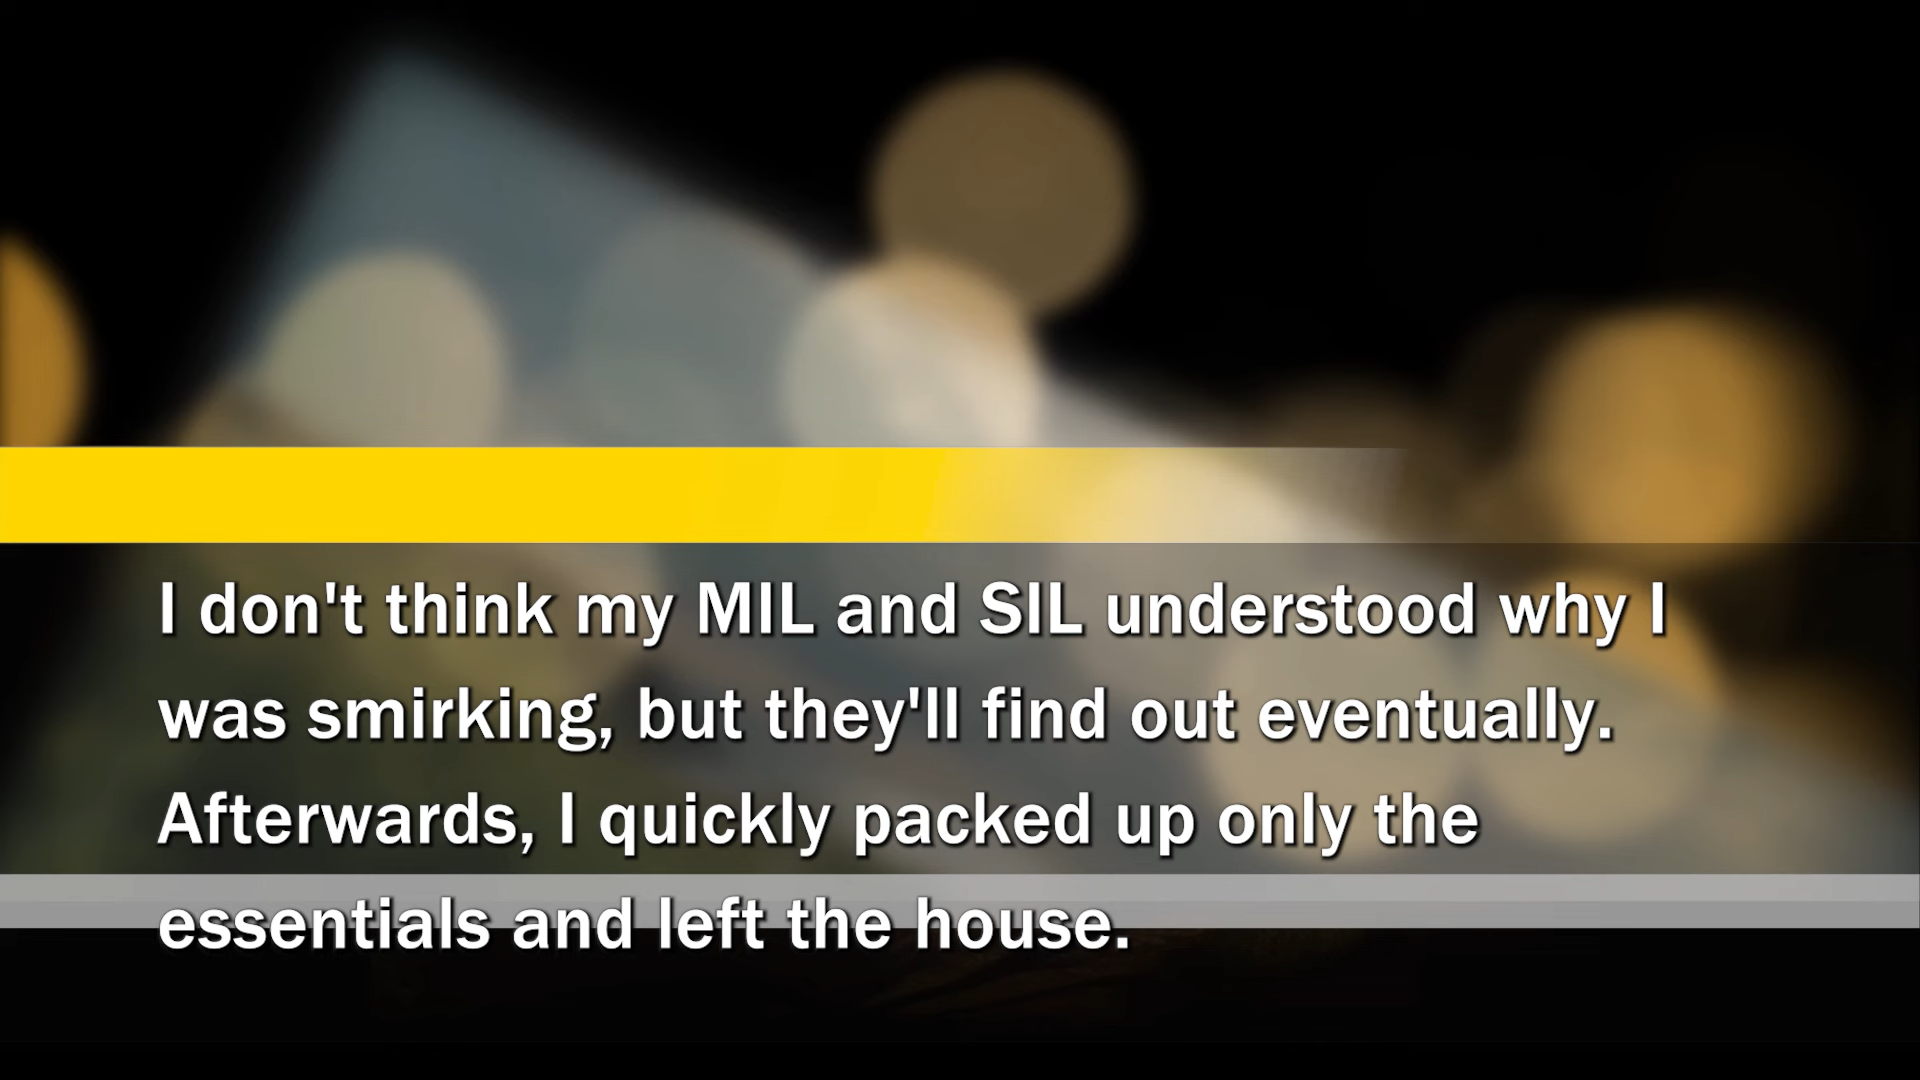 I don't think my MIL and SIL understood why I
was smirking, but they'll find out eventually.
Afterwards, I quickly packed up only the
essentials and left the house.